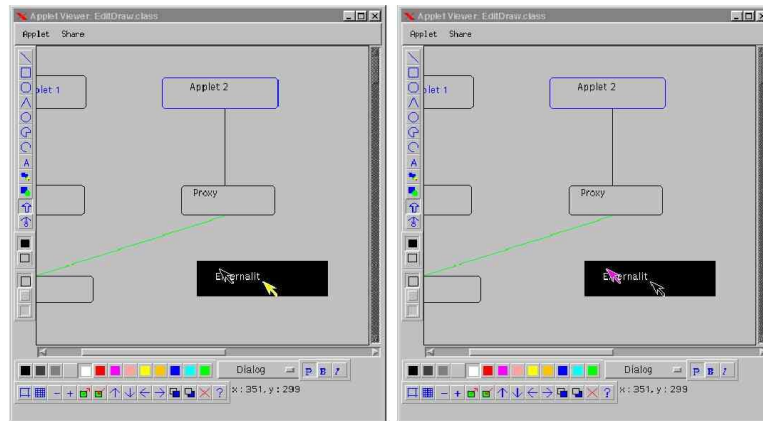 Applet Viewer: EditDraw.class
Applet Share
plet 1
Applet 2
Proxy
A
Dialog
P B I
?
x:351,y:299
Applet Viewer: EditDraw.class
Applet Share
plet 1
Applet 2
Proxy
A
Dialog
P B I
?
x:351,y:299